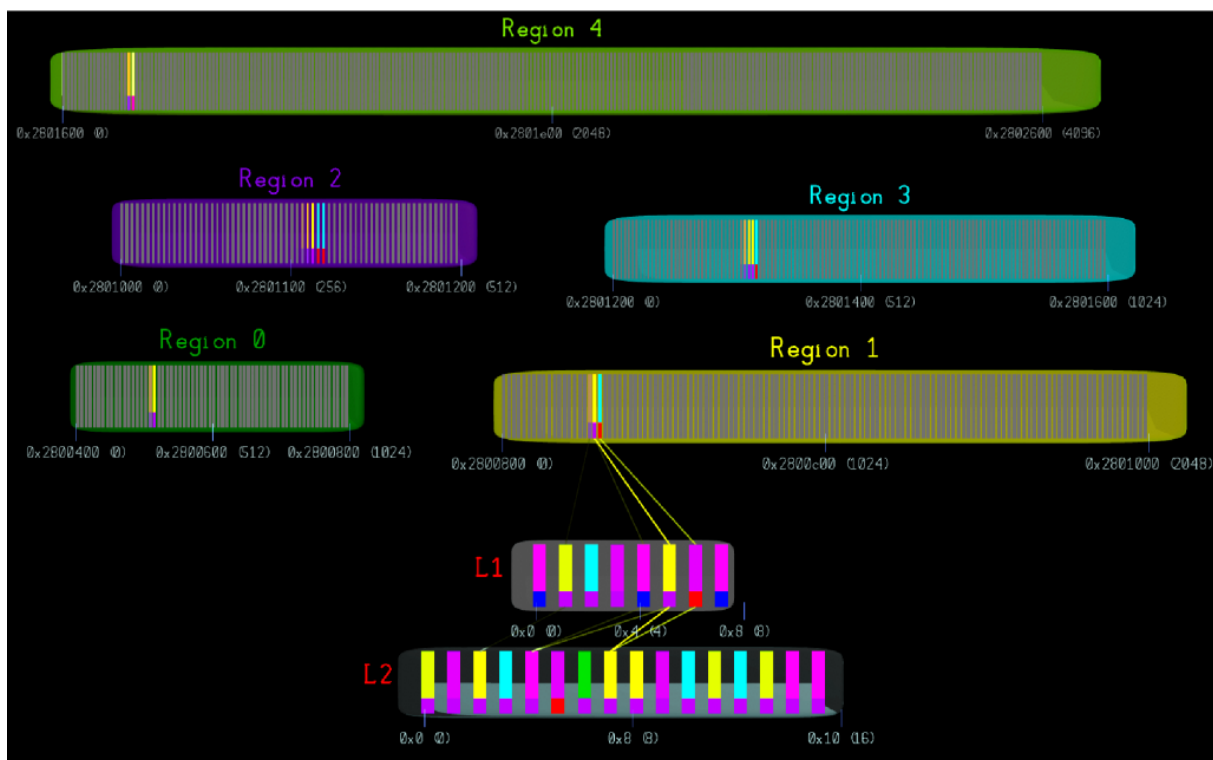 Region 4
0x2801600 (0) 0x2801e00 (2048) 0x2802600 (4096)
Region 2
0x2801000 (0) 0x2801100 (256) 0x2801200 (512)
Region 3
0x2801200 (0) 0x2801400 (512) 0x2801600 (1024)
Region 0
0x2800400 (0) 0x2800600 (512) 0x2800800 (1024)
Region 1
0x2800800 (0) 0x2800c00 (1024) 0x2801000 (2048)
L1
0x0 (0) 0x4 (4) 0x8 (8)
L2
0x0 (0) 0x8 (8) 0x10 (16)